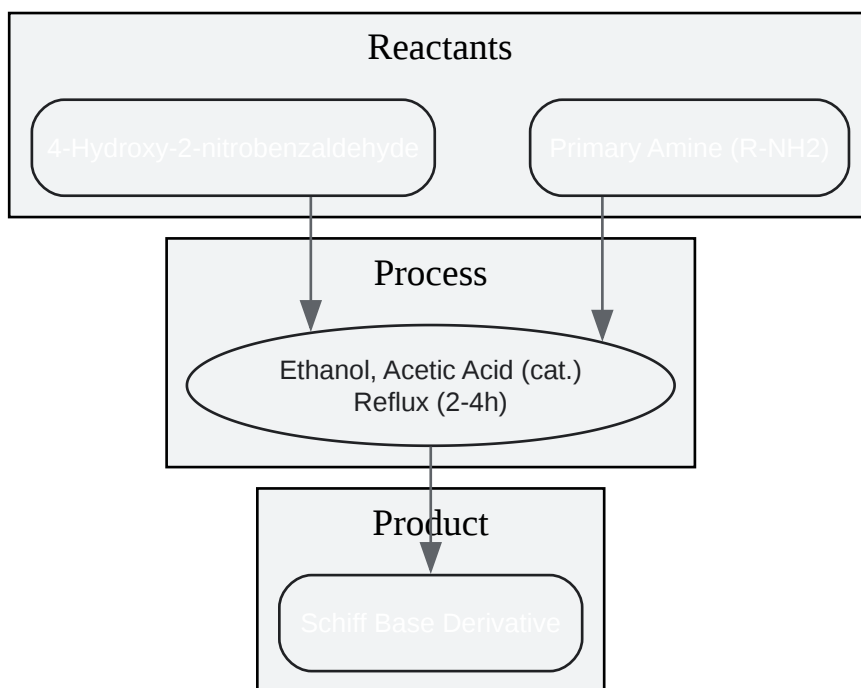 Reactants
4-Hydroxy-2-nitrobenzaldehyde
Primary Amine (R-NH2)
Process
Ethanol, Acetic Acid (cat.)
Reflux (2-4h)
Product
Schiff Base Derivative